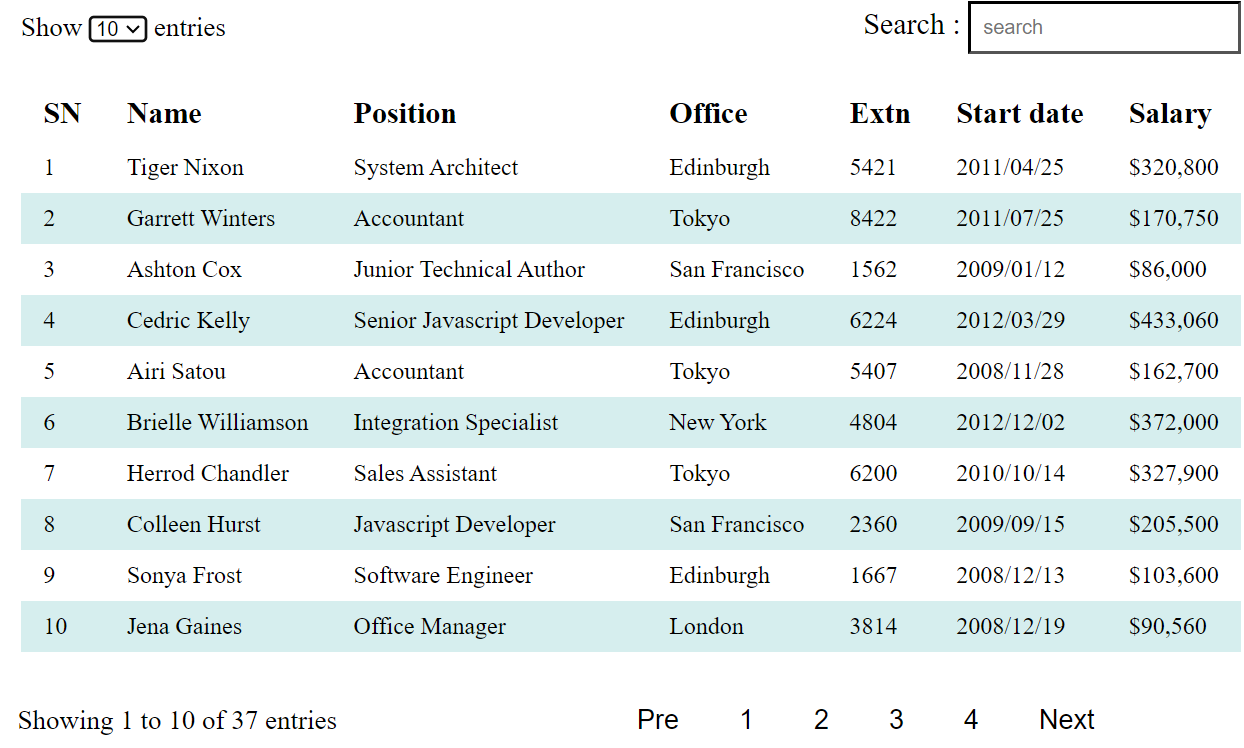 Show 10 entries Search : search
SN Name Position Office Extn Start date Salary
1 Tiger Nixon System Architect Edinburgh 5421 2011/04/25 $320,800
2 Garrett Winters Accountant Tokyo 8422 2011/07/25 $170,750
3 Ashton Cox Junior Technical Author San Francisco 1562 2009/01/12 $86,000
4 Cedric Kelly Senior Javascript Developer Edinburgh 6224 2012/03/29 $433,060
5 Airi Satou Accountant Tokyo 5407 2008/11/28 $162,700
6 Brielle Williamson Integration Specialist New York 4804 2012/12/02 $372,000
7 Herrod Chandler Sales Assistant Tokyo 6200 2010/10/14 $327,900
8 Colleen Hurst Javascript Developer San Francisco 2360 2009/09/15 $205,500
9 Sonya Frost Software Engineer Edinburgh 1667 2008/12/13 $103,600
10 Jena Gaines Office Manager London 3814 2008/12/19 $90,560
Showing 1 to 10 of 37 entries Pre 1 2 3 4 Next